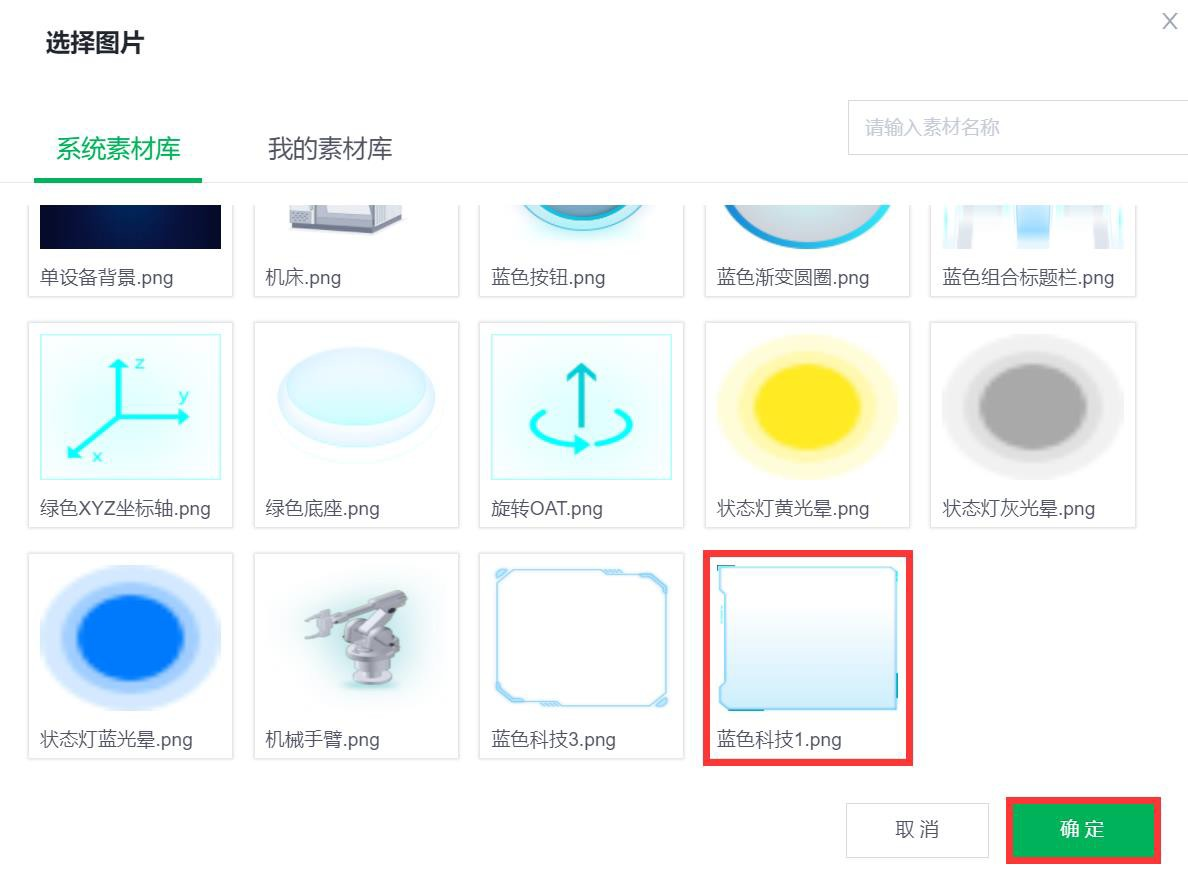 X
选择图片
系统素材库
我的素材库
请输入素材名称
单设备背景.png
机床.png
蓝色按钮.png
蓝色渐变圆圈.png
蓝色组合标题栏.png
z
y
x
绿色XYZ坐标轴.png
绿色底座.png
旋转OAT.png
状态灯黄光晕.png
状态灯灰光晕.png
状态灯蓝光晕.png
机械手臂.png
蓝色科技3.png
蓝色科技1.png
取消
确定